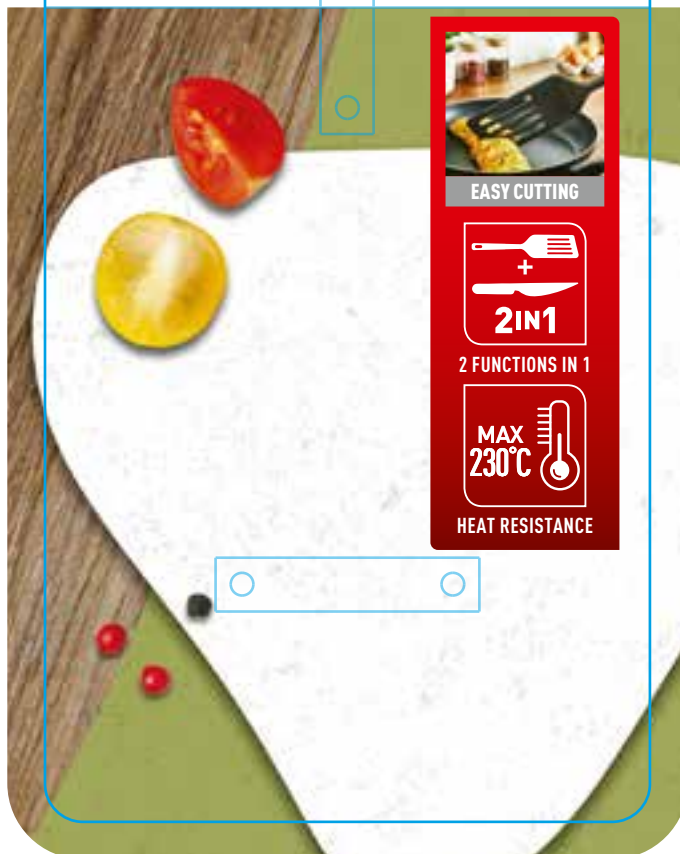 EASY CUTTING
+
2IN1
2 FUNCTIONS IN 1
MAX
230°C
HEAT RESISTANCE